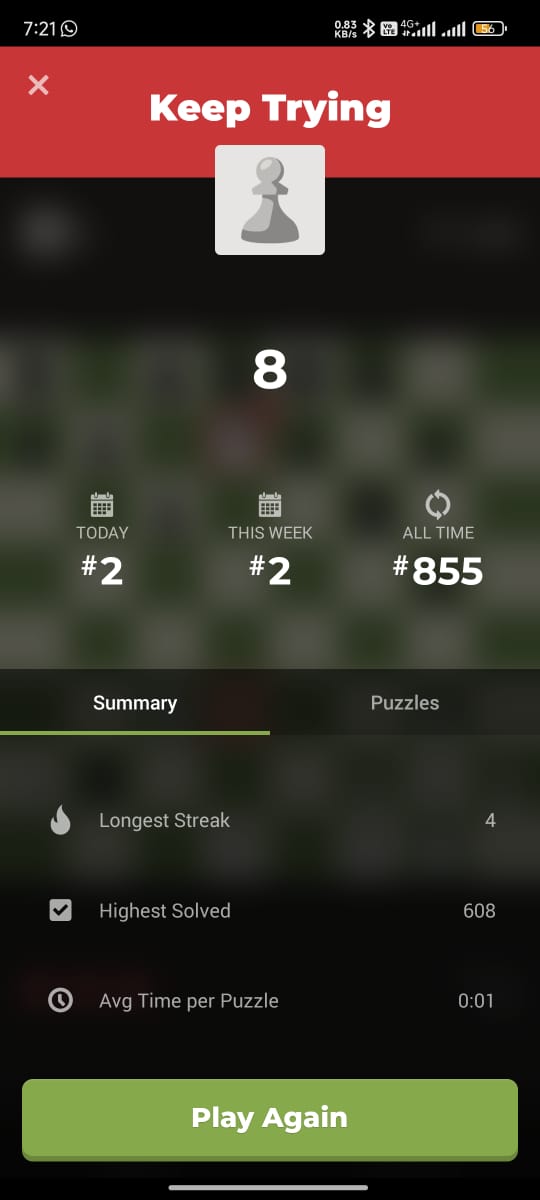 7:21
0.83
KB/s
Vo
LTE
4G+
56
Keep Trying
8
TODAY
THIS WEEK
ALL TIME
#2
#2
#855
Summary
Puzzles
Longest Streak
4
Highest Solved
608
Avg Time per Puzzle
0:01
Play Again